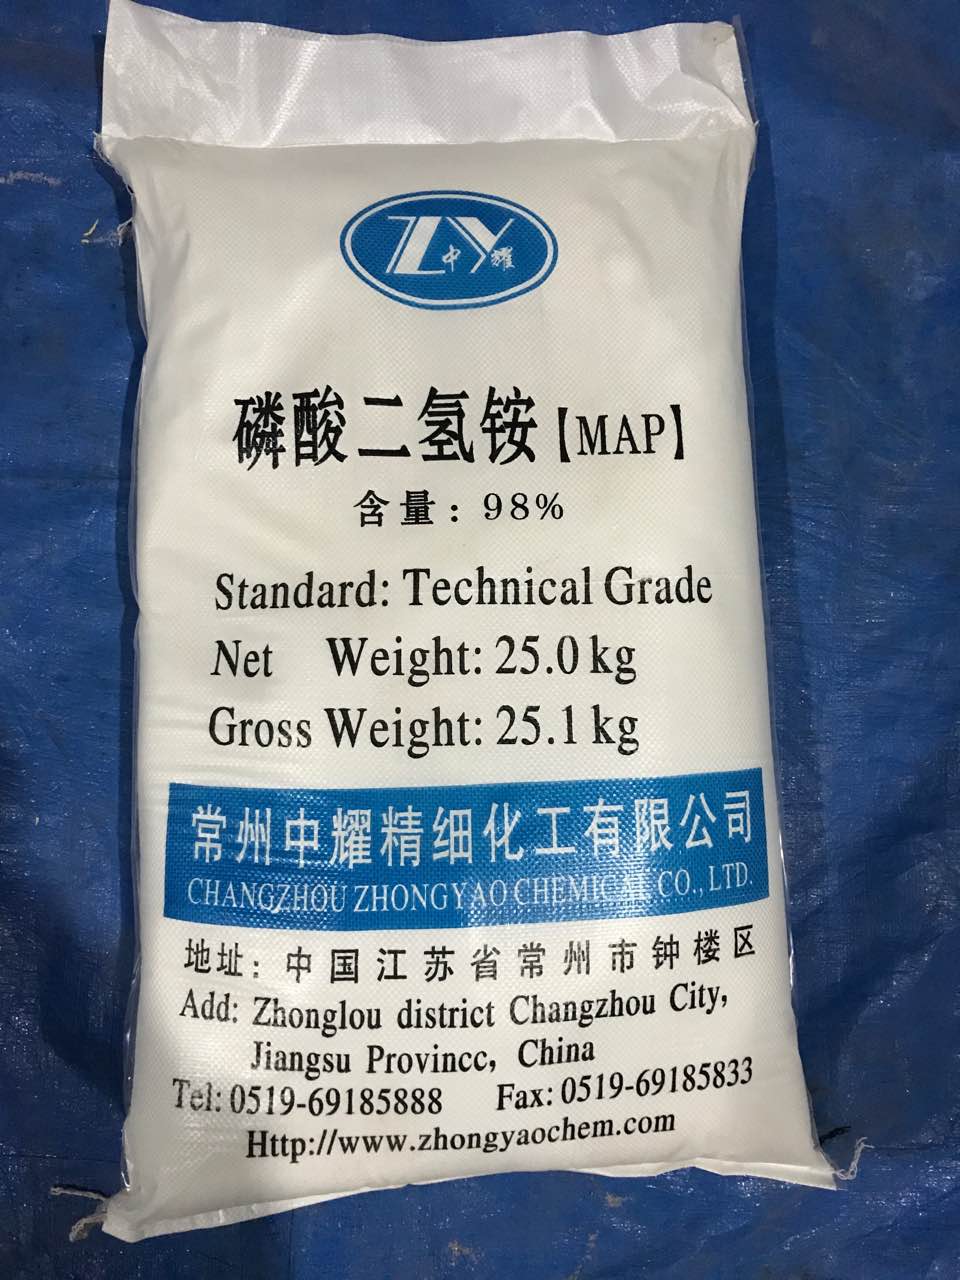 ZY中耀
磷酸二氢铵【MAP】
含量：98%
Standard: Technical Grade
Net Weight: 25.0 kg
Gross Weight: 25.1 kg
常州中耀精细化工有限公司
CHANGZHOU ZHONGYAO CHEMICAL CO., LTD.
地址：中国江苏省常州市钟楼区
Add: Zhonglou district Changzhou City,
Jiangsu Provincc, China
Tel: 0519-69185888 Fax: 0519-69185833
Http://www.zhongyaochem.com